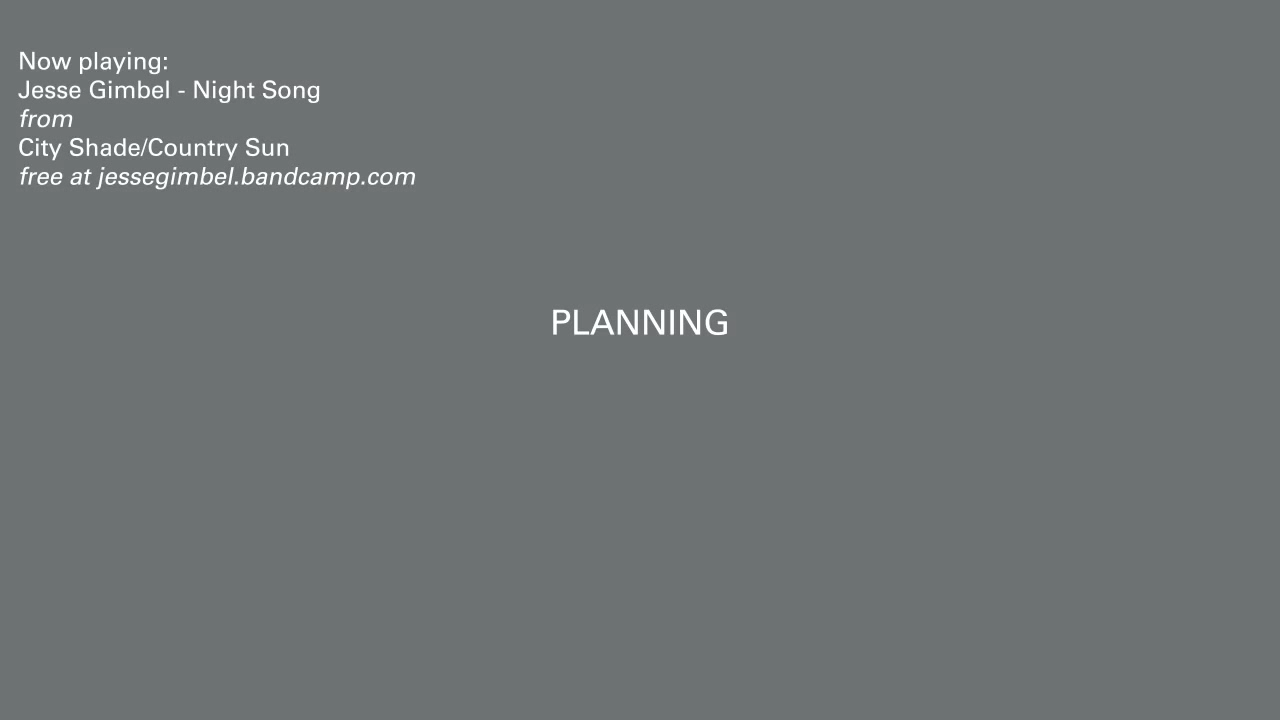 Now playing:
Jesse Gimbel - Night Song
from
City Shade/Country Sun
free at jessegimbel.bandcamp.com
PLANNING